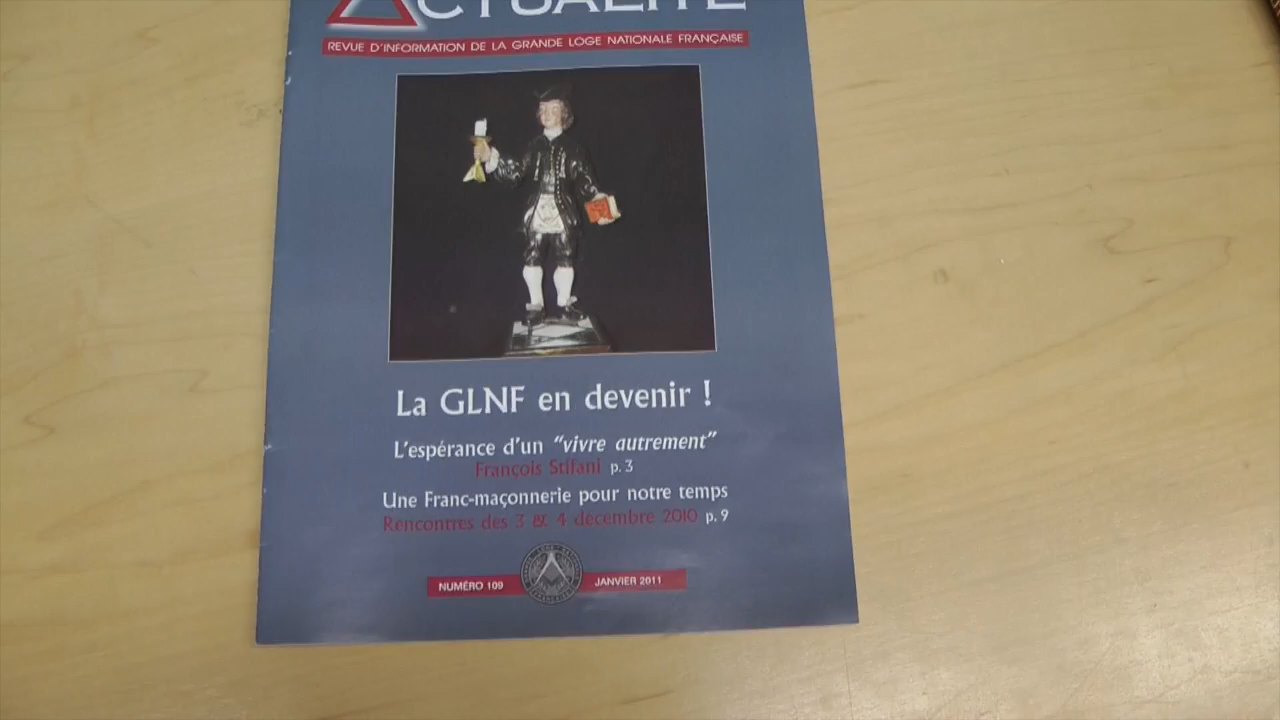 ACTUALITÉ
REVUE D'INFORMATION DE LA GRANDE LOGE NATIONALE FRANÇAISE
La GLNF en devenir !
L'espérance d'un "vivre autrement"
François Stifani p. 3
Une Franc-maçonnerie pour notre temps
Rencontres des 3 & 4 décembre 2010 p. 9
NUMÉRO 109 JANVIER 2011